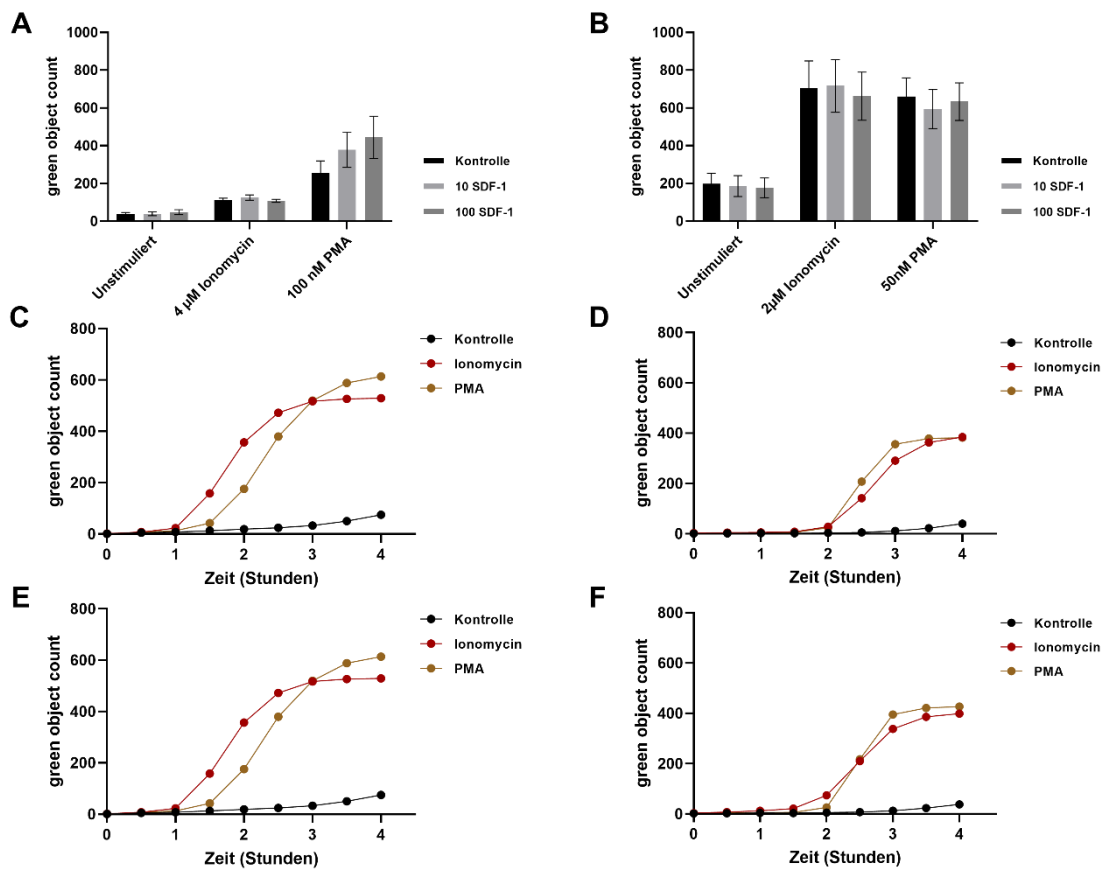 A
green object count
1000
800
600
400
200
0
Unstimuliert
4 µM Ionomycin
100 nM PMA
Kontrolle
10 SDF-1
100 SDF-1
B
green object count
1000
800
600
400
200
0
Unstimuliert
2µM Ionomycin
50nM PMA
Kontrolle
10 SDF-1
100 SDF-1
C
green object count
800
600
400
200
0
0 1 2 3 4
Zeit (Stunden)
Kontrolle
Ionomycin
PMA
D
green object count
800
600
400
200
0
0 1 2 3 4
Zeit (Stunden)
Kontrolle
Ionomycin
PMA
E
green object count
800
600
400
200
0
0 1 2 3 4
Zeit (Stunden)
Kontrolle
Ionomycin
PMA
F
green object count
800
600
400
200
0
0 1 2 3 4
Zeit (Stunden)
Kontrolle
Ionomycin
PMA